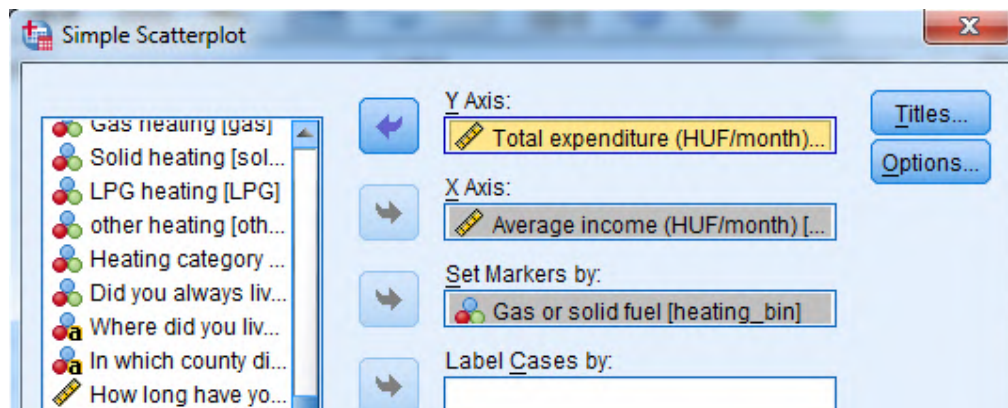 Simple Scatterplot
Gas heating [gas]
Solid heating [sol...
LPG heating [LPG]
other heating [oth...
Heating category ...
Did you always liv...
Where did you liv...
In which county di...
How long have yo...
Y Axis:
Total expenditure (HUF/month)...
X Axis:
Average income (HUF/month) [...
Set Markers by:
Gas or solid fuel [heating_bin]
Label Cases by:
Titles...
Options...